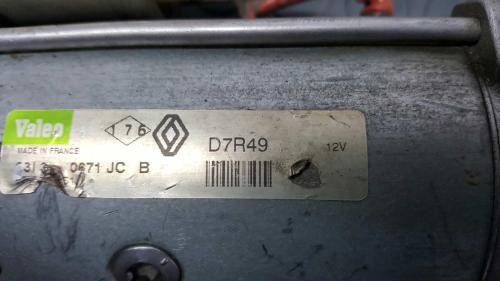 Valeo 176 D7R49 12V
MADE IN FRANCE
0671 JC B